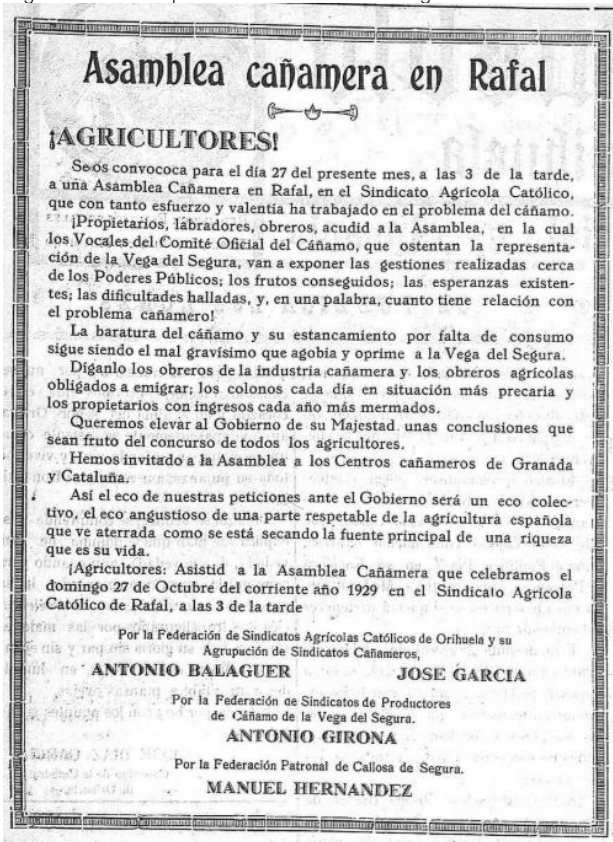 Asamblea cañamera en Rafal
¡AGRICULTORES!
Se os convococa para el día 27 del presente mes, a las 3 de la tarde,
a una Asamblea Cañamera en Rafal, en el Sindicato Agrícola Católico,
que con tanto esfuerzo y valentía ha trabajado en el problema del cáñamo.
¡Propietarios, labradores, obreros, acudid a la Asamblea, en la cual
los Vocales del Comité Oficial del Cáñamo, que ostentan la representa-
ción de la Vega del Segura, van a exponer las gestiones realizadas cerca
de los Poderes Públicos; los frutos conseguidos; las esperanzas existen-
tes; las dificultades halladas, y, en una palabra, cuanto tiene relación con
el problema cañamero!
La baratura del cáñamo y su estancamiento por falta de consumo
sigue siendo el mal gravísimo que agobia y oprime a la Vega del Segura.
Díganlo los obreros de la industria cañamera y los obreros agrícolas
obligados a emigrar; los colonos cada día en situación más precaria y
los propietarios con ingresos cada año más mermados.
Queremos elevar al Gobierno de su Majestad unas conclusiones que
sean fruto del concurso de todos los agricultores.
Hemos invitado a la Asamblea a los Centros cañameros de Granada
y Cataluña.
Así el eco de nuestras peticiones ante el Gobierno será un eco colec-
tivo, el eco angustioso de una parte respetable de la agricultura española
que ve aterrada como se está secando la fuente principal de una riqueza
que es su vida.
¡Agricultores: Asistid a la Asamblea Cañamera que celebramos el
domingo 27 de Octubre del corriente año 1929 en el Sindicato Agrícola
Católico de Rafal, a las 3 de la tarde
Por la Federación de Sindicatos Agrícolas Católicos de Orihuela y su
Agrupación de Sindicatos Cañameros,
ANTONIO BALAGUER JOSE GARCIA
Por la Federación de Sindicatos de Productores
de Cáñamo de la Vega del Segura.
ANTONIO GIRONA
Por la Federación Patronal de Callosa de Segura.
MANUEL HERNANDEZ